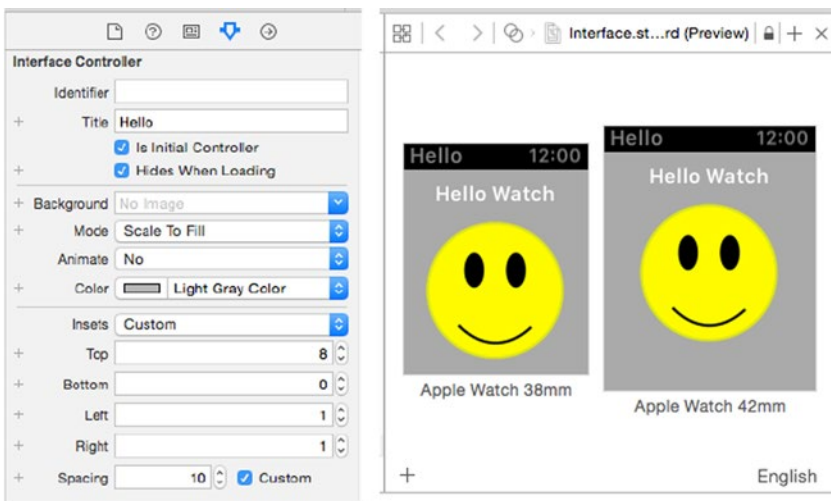 Interface Controller
Identifier
Title Hello
Is Initial Controller
Hides When Loading
Background No Image
Mode Scale To Fill
Animate No
Color Light Gray Color
Insets Custom
Top 8
Bottom 0
Left 1
Right 1
Spacing 10 Custom
Interface.st...rd (Preview)
Hello 12:00
Hello Watch
Apple Watch 38mm
Hello 12:00
Hello Watch
Apple Watch 42mm
English